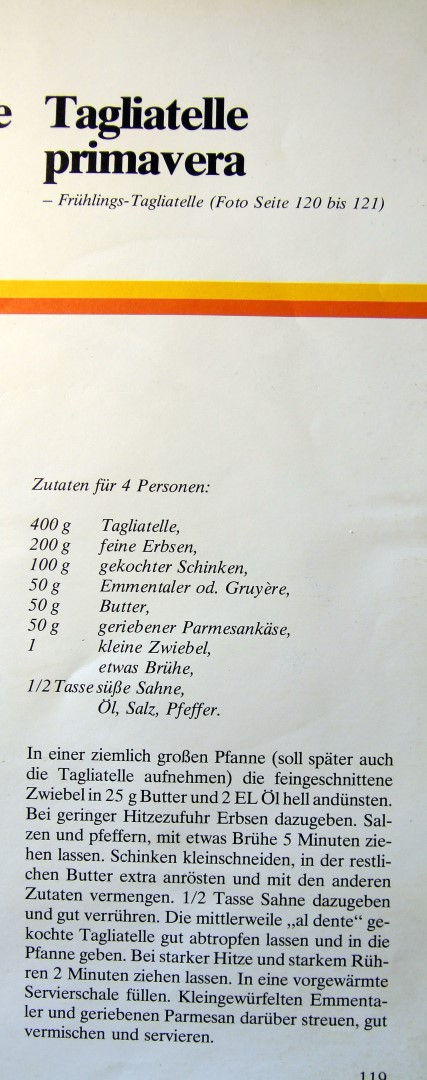 e Tagliatelle
primavera
– Frühlings-Tagliatelle (Foto Seite 120 bis 121)
Zutaten für 4 Personen:
400 g Tagliatelle,
200 g feine Erbsen,
100 g gekochter Schinken,
50 g Emmentaler od. Gruyère,
50 g Butter,
50 g geriebener Parmesankäse,
1 kleine Zwiebel,
etwas Brühe,
1/2 Tasse süße Sahne,
Öl, Salz, Pfeffer.
In einer ziemlich großen Pfanne (soll später auch
die Tagliatelle aufnehmen) die feingeschnittene
Zwiebel in 25 g Butter und 2 EL Öl hell andünsten.
Bei geringer Hitzezufuhr Erbsen dazugeben. Sal-
zen und pfeffern, mit etwas Brühe 5 Minuten zie-
hen lassen. Schinken kleinschneiden, in der restli-
chen Butter extra anrösten und mit den anderen
Zutaten vermengen. 1/2 Tasse Sahne dazugeben
und gut verrühren. Die mittlerweile „al dente“ ge-
kochte Tagliatelle gut abtropfen lassen und in die
Pfanne geben. Bei starker Hitze und starkem Rüh-
ren 2 Minuten ziehen lassen. In eine vorgewärmte
Servierschale füllen. Kleingewürfelten Emmenta-
ler und geriebenen Parmesan darüber streuen, gut
vermischen und servieren.
119